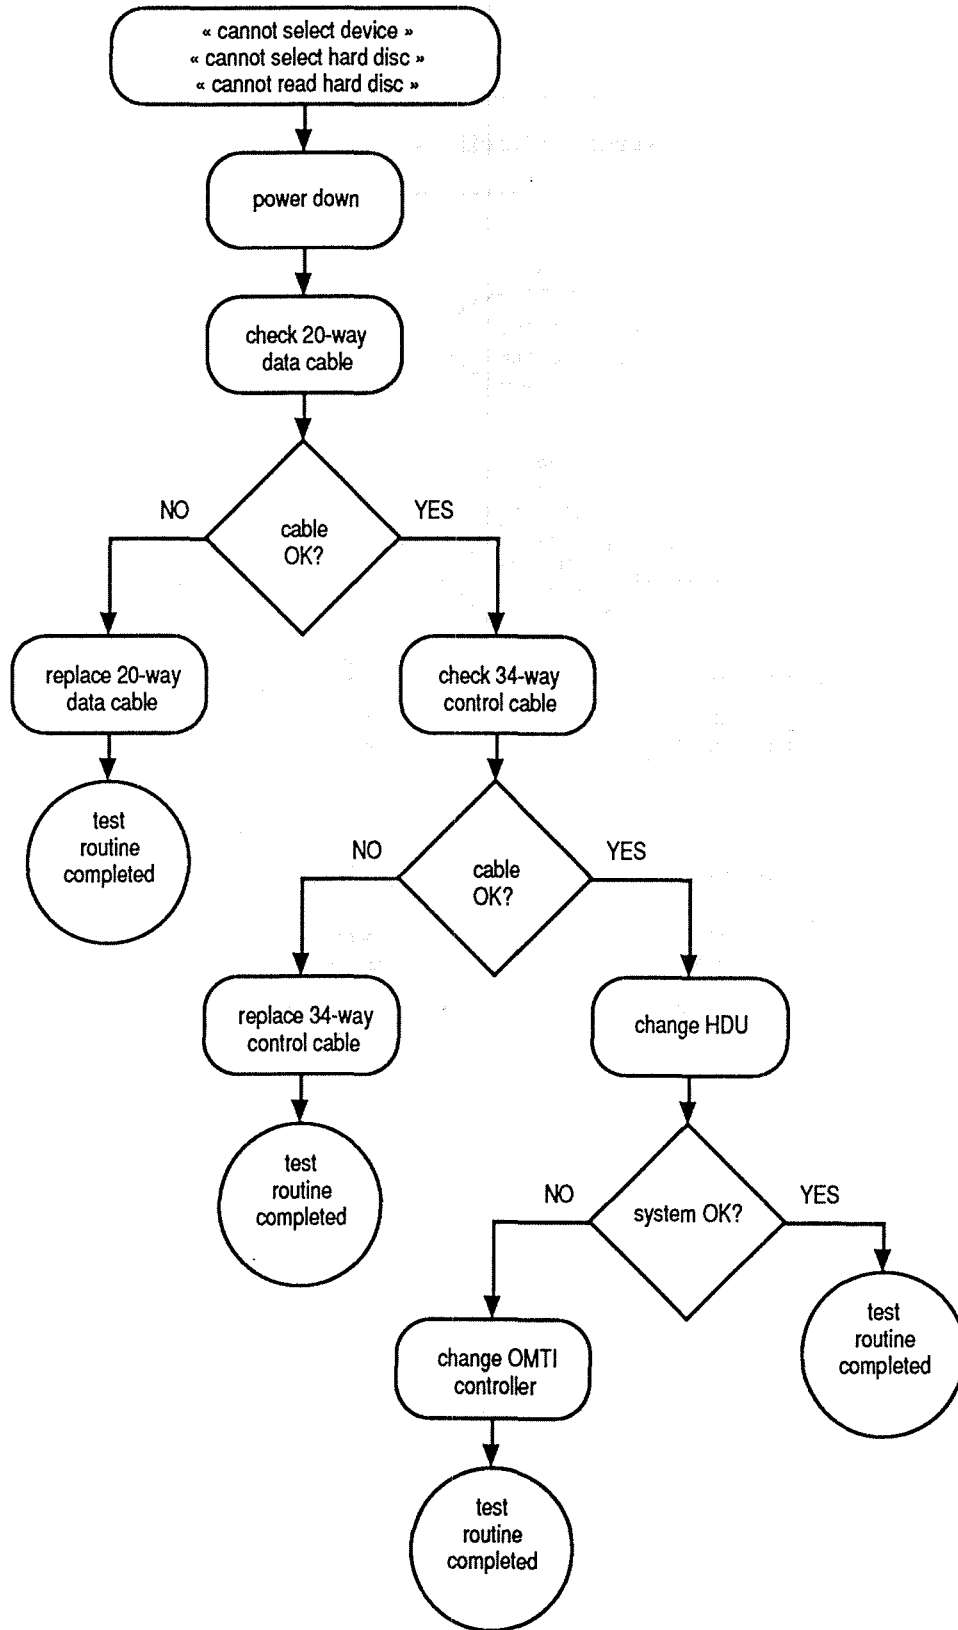 « cannot select device »
« cannot select hard disc »
« cannot read hard disc »
power down
check 20-way
data cable
NO
YES
cable
OK?
replace 20-way
data cable
check 34-way
control cable
test
routine
completed
NO
YES
cable
OK?
replace 34-way
control cable
change HDU
test
routine
completed
NO
YES
system OK?
change OMTI
controller
test
routine
completed
test
routine
completed